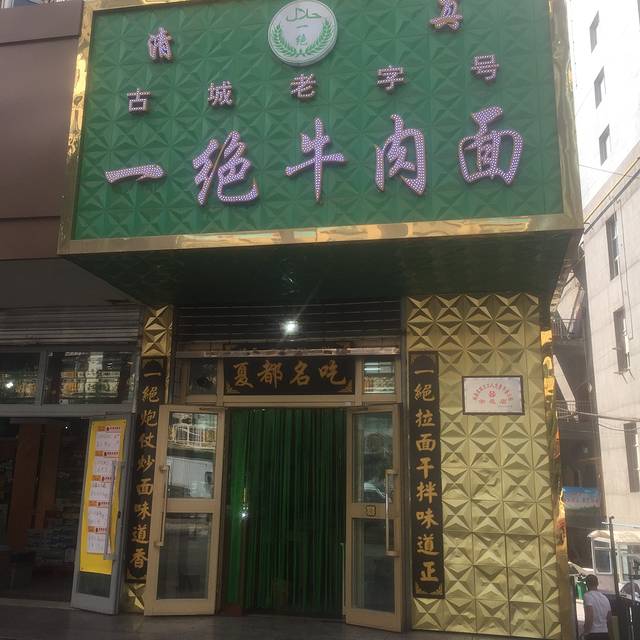 清 真
حلال
一绝
古城老字号
一绝牛肉面
夏都名吃
一绝炮仗炒面味道香
一绝拉面干拌味道正